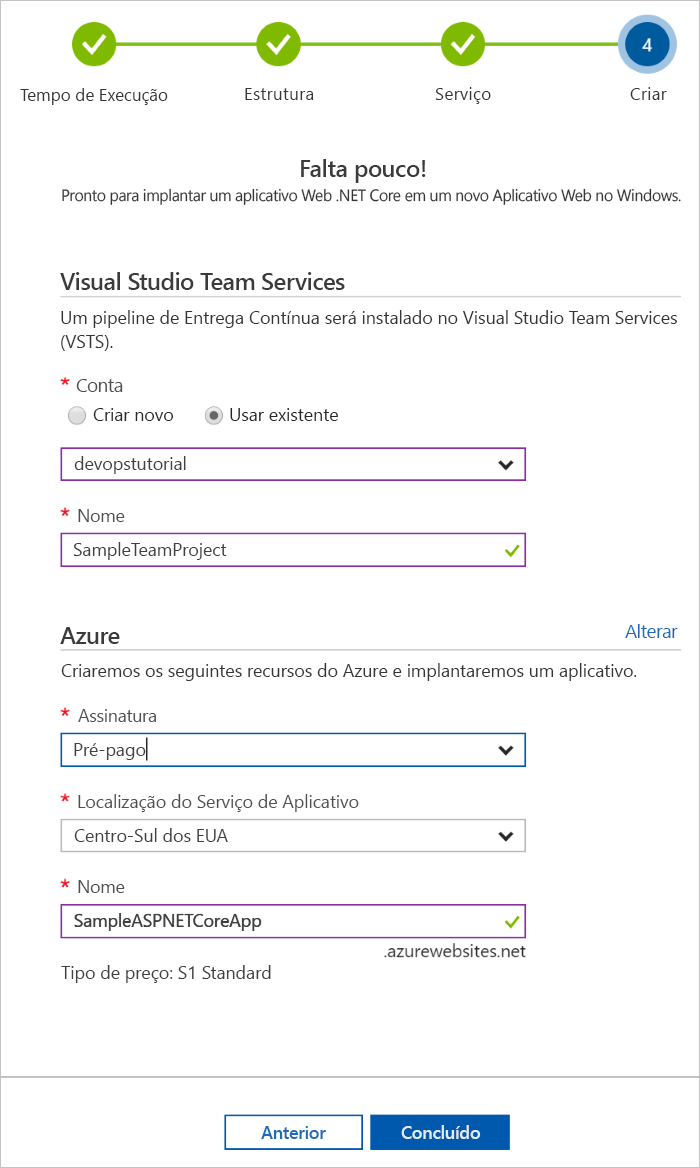 4
Tempo de Execução
Estrutura
Serviço
Criar
Falta pouco!
Pronto para implantar um aplicativo Web .NET Core em um novo Aplicativo Web no Windows.
Visual Studio Team Services
Um pipeline de Entrega Contínua será instalado no Visual Studio Team Services
(VSTS).
* Conta
Criar novo
Usar existente
devopstutorial
* Nome
SampleTeamProject
Azure
Alterar
Criaremos os seguintes recursos do Azure e implantaremos um aplicativo.
* Assinatura
Pré-pago
* Localização do Serviço de Aplicativo
Centro-Sul dos EUA
* Nome
SampleASPNETCoreApp
.azurewebsites.net
Tipo de preço: S1 Standard
Anterior
Concluído